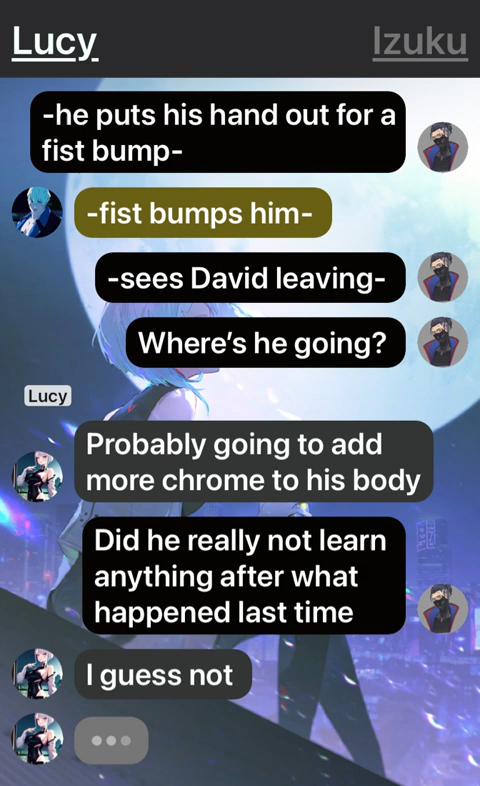 Lucy
Izuku
-he puts his hand out for a
fist bump-
-fist bumps him-
-sees David leaving-
Where's he going?
Lucy
Probably going to add
more chrome to his body
Did he really not learn
anything after what
happened last time
I guess not